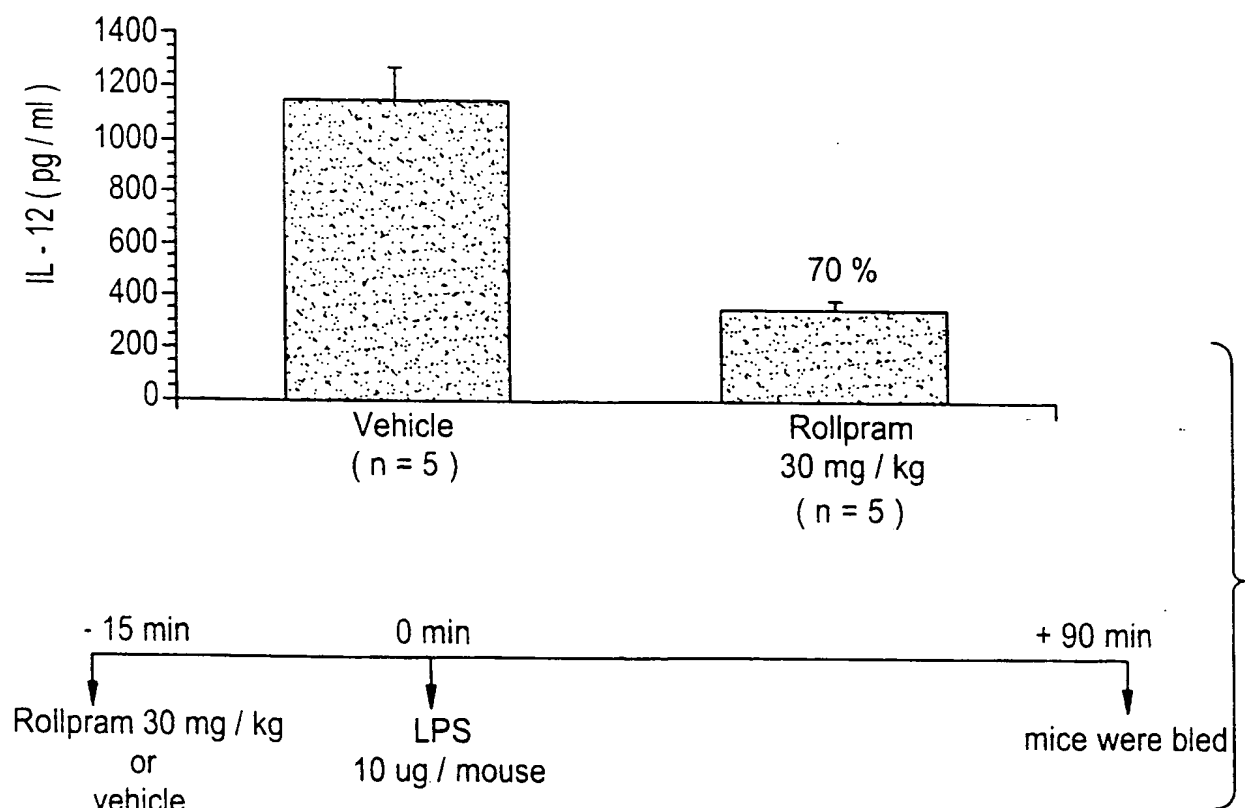 1400
1200
1000
800
600
400
200
0
IL - 12 ( pg / ml )
70 %
Vehicle
( n = 5 )
Rollpram
30 mg / kg
( n = 5 )
- 15 min
0 min
+ 90 min
Rollpram 30 mg / kg
or
vehicle
LPS
10 ug / mouse
mice were bled